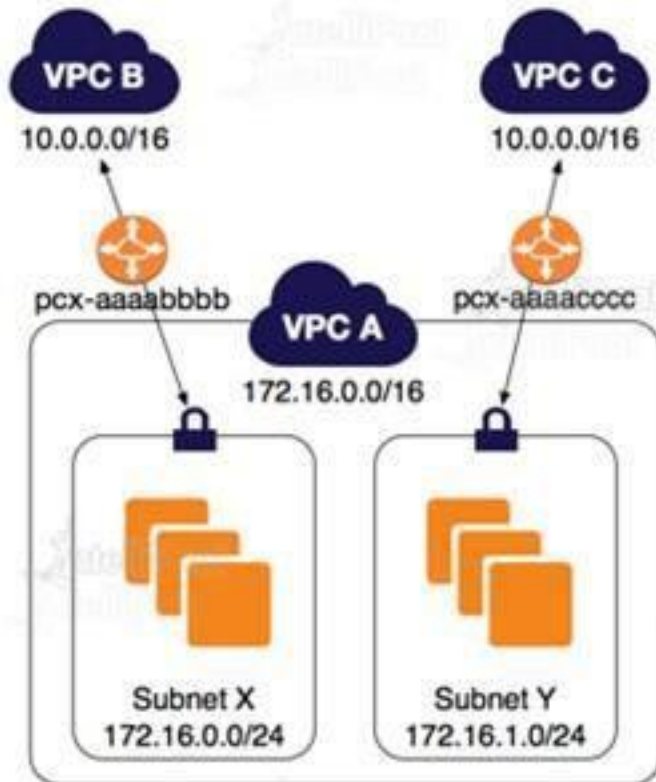 VPC B
VPC C
10.0.0.0/16
10.0.0.0/16
pcx-aaaabbbb
pcx-aaaacccc
VPC A
172.16.0.0/16
Subnet X
172.16.0.0/24
Subnet Y
172.16.1.0/24